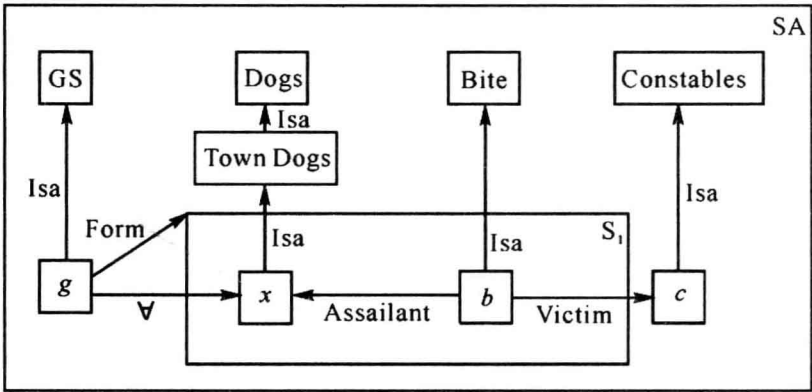 SA
GS
Dogs
Bite
Constables
Isa
Town Dogs
Isa
Isa
Form
Isa
Isa
S₁
g
∀
x
Assailant
b
Victim
c